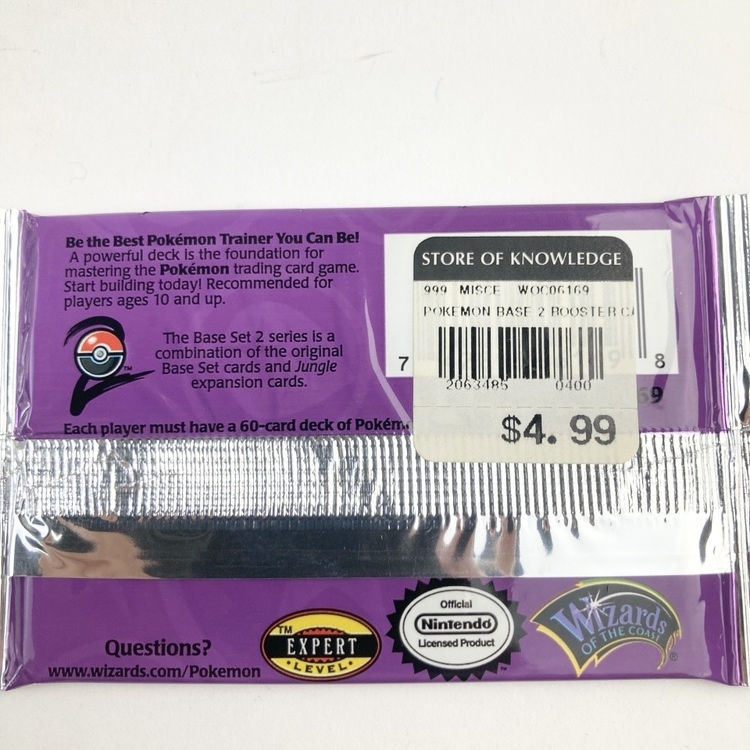 Be the Best Pokémon Trainer You Can Be!
A powerful deck is the foundation for
mastering the Pokémon trading card game.
Start building today! Recommended for
players ages 10 and up.
The Base Set 2 series is a
combination of the original
Base Set cards and Jungle
expansion cards.
TM
Each player must have a 60-card deck of
STORE OF KNOWLEDGE
999 MISCE WOC06169
POKEMON BASE 2 BOOSTER
7 9 8
2063485 0400
69
$4.99
Questions?
www.wizards.com/Pokemon
TM
EXPERT
LEVEL
Official
Nintendo
Licensed Product
Wizards
OF THE COAST
®